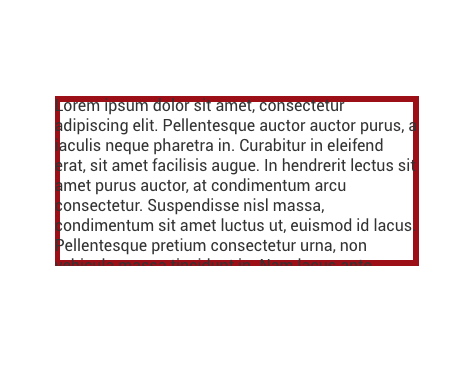 Lorem ipsum dolor sit amet, consectetur
adipiscing elit. Pellentesque auctor auctor purus, a
iaculis neque pharetra in. Curabitur in eleifend
erat, sit amet facilisis augue. In hendrerit lectus sit
amet purus auctor, at condimentum arcu
consectetur. Suspendisse nisl massa,
condimentum sit amet luctus ut, euismod id lacus.
Pellentesque pretium consectetur urna, non